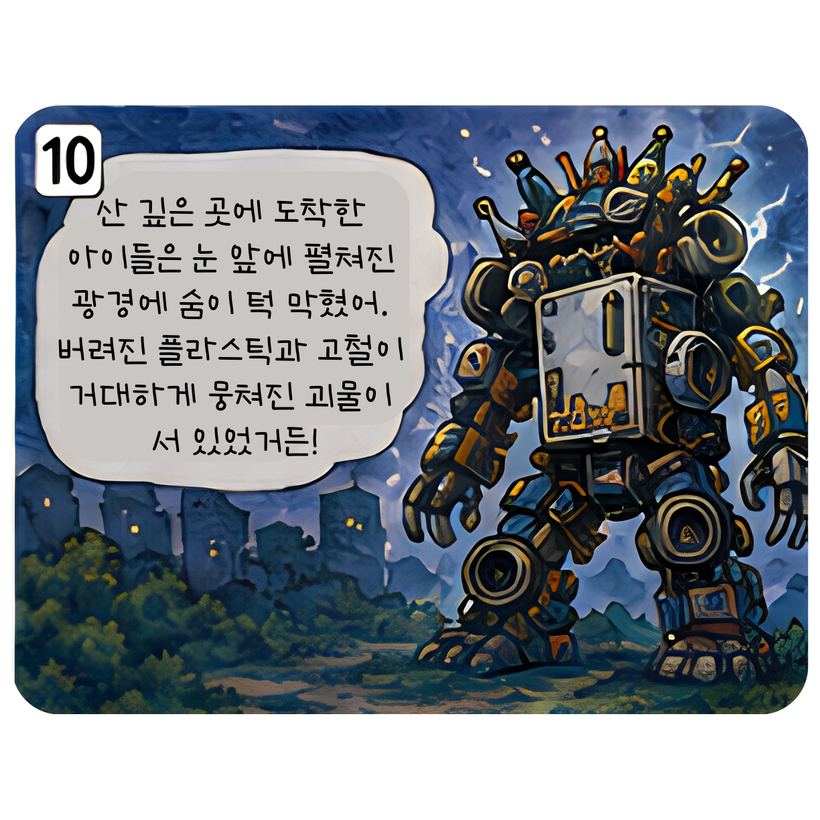 10
산 깊은 곳에 도착한
아이들은 눈 앞에 펼쳐진
광경에 숨이 턱 막혔어.
버려진 플라스틱과 고철이
거대하게 뭉쳐진 괴물이
서 있었거든!